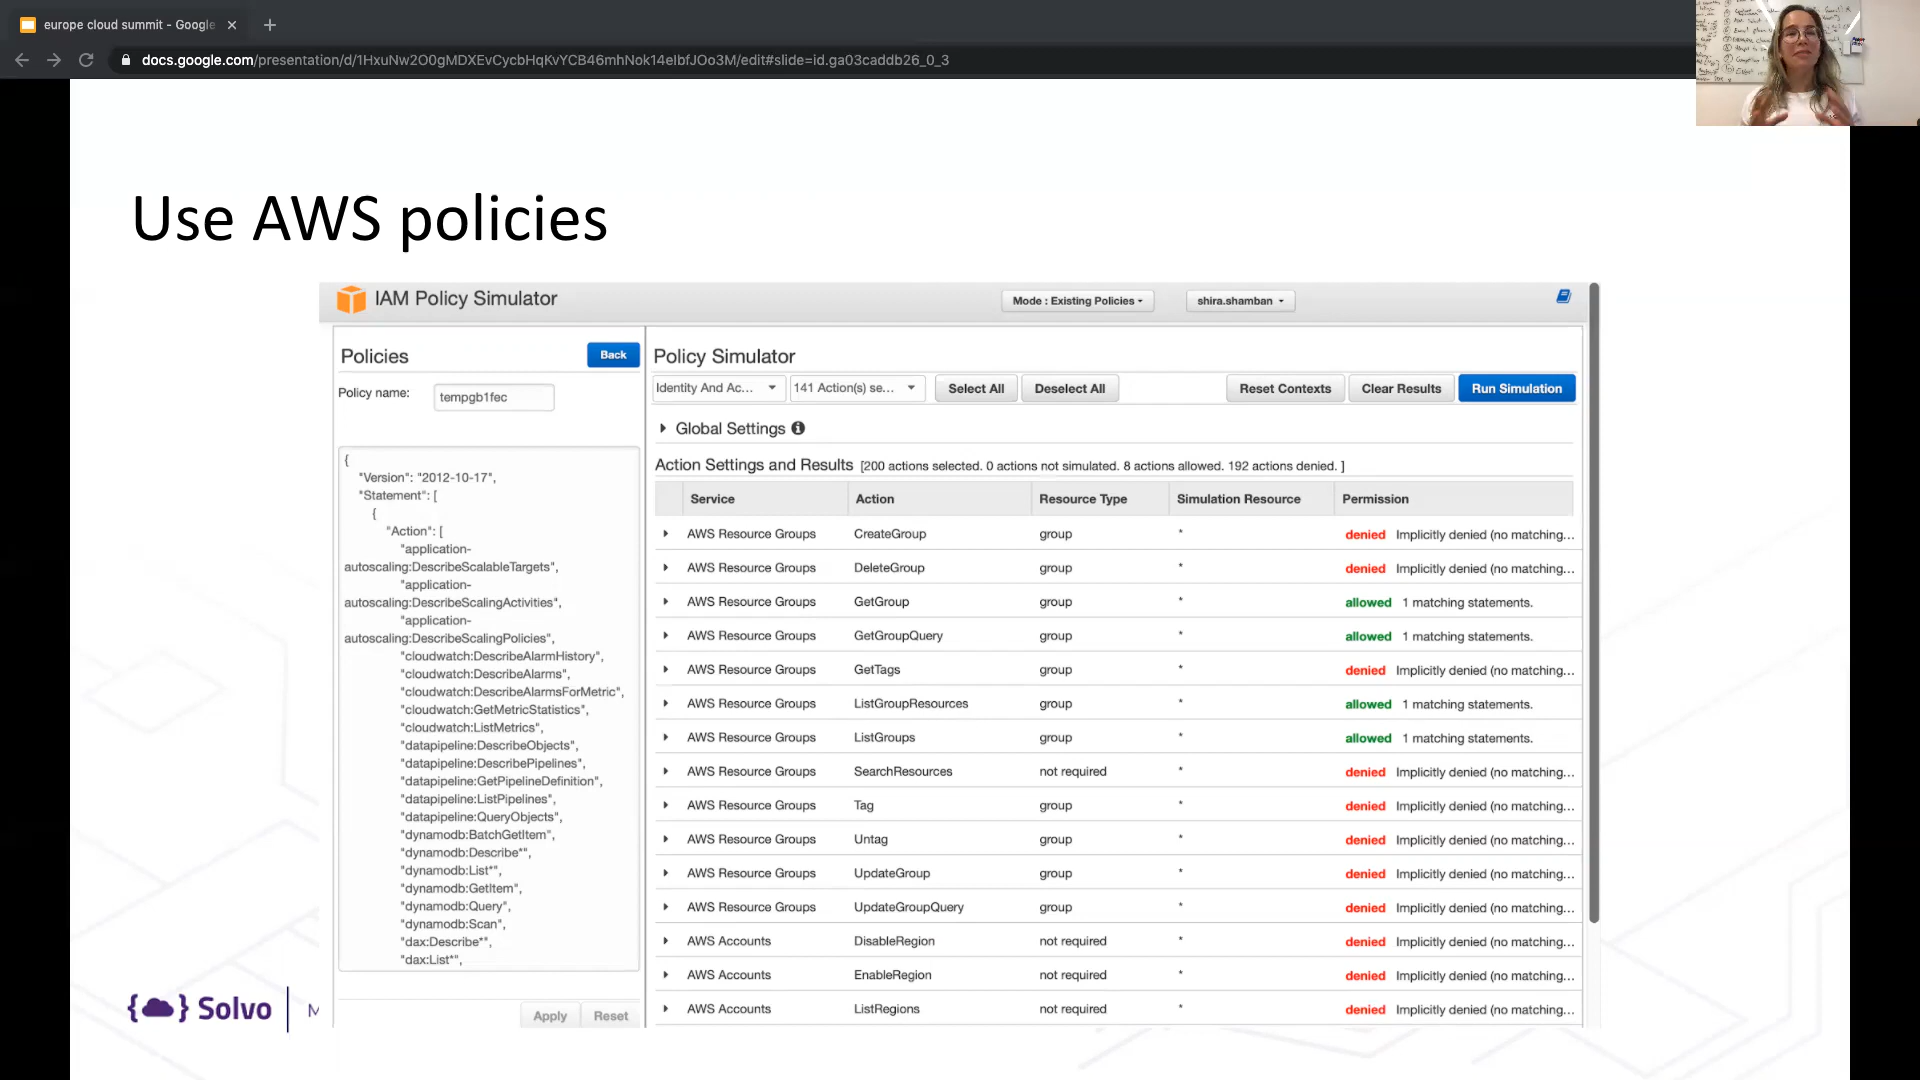 europe cloud summit - Google
docs.google.com/presentation/d/1HxuNw2O0gMDXEvCycbHqKvYCB46mhNok14eIbfJOo3M/edit#slide=id.ga03caddb26_0_3
Use AWS policies
IAM Policy Simulator
Mode : Existing Policies
shira.shamban
Policies
Back
Policy name:
tempgb1fec
{
"Version": "2012-10-17",
"Statement": [
{
"Action": [
"application-
autoscaling:DescribeScalableTargets",
"application-
autoscaling:DescribeScalingActivities",
"application-
autoscaling:DescribeScalingPolicies",
"cloudwatch:DescribeAlarmHistory",
"cloudwatch:DescribeAlarms",
"cloudwatch:DescribeAlarmsForMetric",
"cloudwatch:GetMetricStatistics",
"cloudwatch:ListMetrics",
"datapipeline:DescribeObjects",
"datapipeline:DescribePipelines",
"datapipeline:GetPipelineDefinition",
"datapipeline:ListPipelines",
"datapipeline:QueryObjects",
"dynamodb:BatchGetItem",
"dynamodb:Describe*",
"dynamodb:List*",
"dynamodb:GetItem",
"dynamodb:Query",
"dynamodb:Scan",
"dax:Describe*",
"dax:List*",
Apply Reset
Policy Simulator
Identity And Ac... 141 Action(s) se... Select All Deselect All Reset Contexts Clear Results Run Simulation
Global Settings
Action Settings and Results [200 actions selected. 0 actions not simulated. 8 actions allowed. 192 actions denied. ]
Service Action Resource Type Simulation Resource Permission
AWS Resource Groups CreateGroup group * denied Implicitly denied (no matching...
AWS Resource Groups DeleteGroup group * denied Implicitly denied (no matching...
AWS Resource Groups GetGroup group * allowed 1 matching statements.
AWS Resource Groups GetGroupQuery group * allowed 1 matching statements.
AWS Resource Groups GetTags group * denied Implicitly denied (no matching...
AWS Resource Groups ListGroupResources group * allowed 1 matching statements.
AWS Resource Groups ListGroups group * allowed 1 matching statements.
AWS Resource Groups SearchResources not required * denied Implicitly denied (no matching...
AWS Resource Groups Tag group * denied Implicitly denied (no matching...
AWS Resource Groups Untag group * denied Implicitly denied (no matching...
AWS Resource Groups UpdateGroup group * denied Implicitly denied (no matching...
AWS Resource Groups UpdateGroupQuery group * denied Implicitly denied (no matching...
AWS Accounts DisableRegion not required * denied Implicitly denied (no matching...
AWS Accounts EnableRegion not required * denied Implicitly denied (no matching...
AWS Accounts ListRegions not required * denied Implicitly denied (no matching...
Solvo